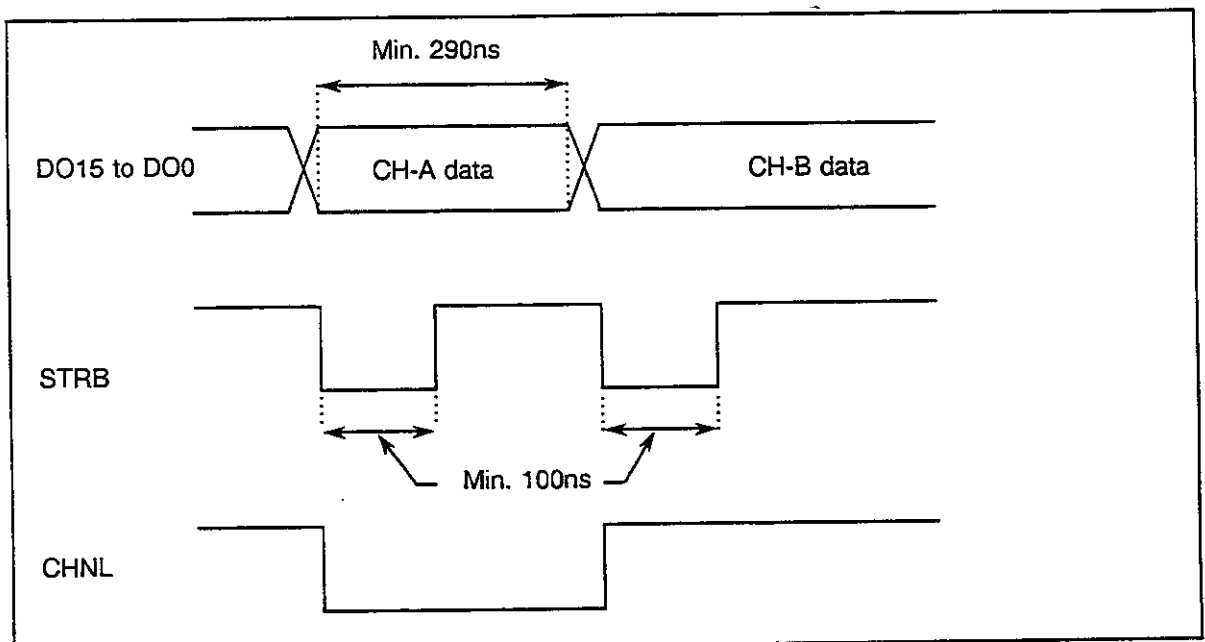 Min. 290ns
DO15 to DO0
CH-A data
CH-B data
STRB
Min. 100ns
CHNL